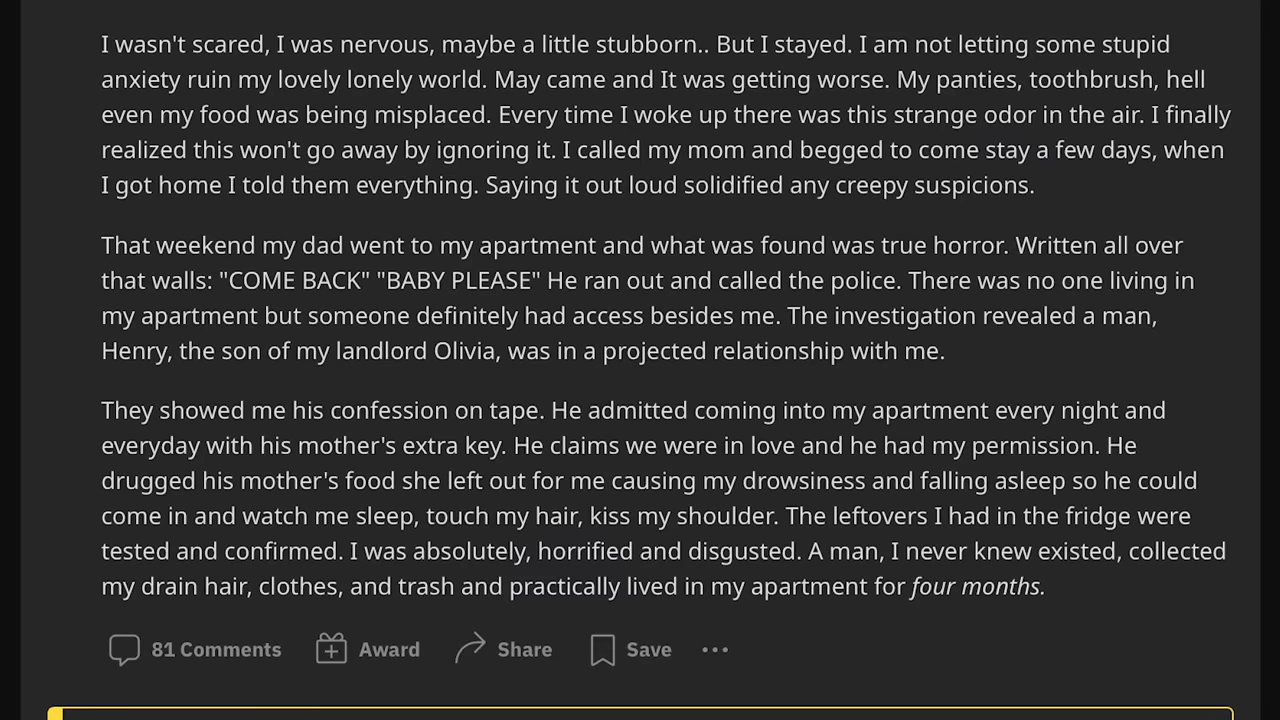 I wasn't scared, I was nervous, maybe a little stubborn.. But I stayed. I am not letting some stupid
anxiety ruin my lovely lonely world. May came and It was getting worse. My panties, toothbrush, hell
even my food was being misplaced. Every time I woke up there was this strange odor in the air. I finally
realized this won't go away by ignoring it. I called my mom and begged to come stay a few days, when
I got home I told them everything. Saying it out loud solidified any creepy suspicions.
That weekend my dad went to my apartment and what was found was true horror. Written all over
that walls: "COME BACK" "BABY PLEASE" He ran out and called the police. There was no one living in
my apartment but someone definitely had access besides me. The investigation revealed a man,
Henry, the son of my landlord Olivia, was in a projected relationship with me.
They showed me his confession on tape. He admitted coming into my apartment every night and
everyday with his mother's extra key. He claims we were in love and he had my permission. He
drugged his mother's food she left out for me causing my drowsiness and falling asleep so he could
come in and watch me sleep, touch my hair, kiss my shoulder. The leftovers I had in the fridge were
tested and confirmed. I was absolutely, horrified and disgusted. A man, I never knew existed, collected
my drain hair, clothes, and trash and practically lived in my apartment for four months.
81 Comments Award Share Save